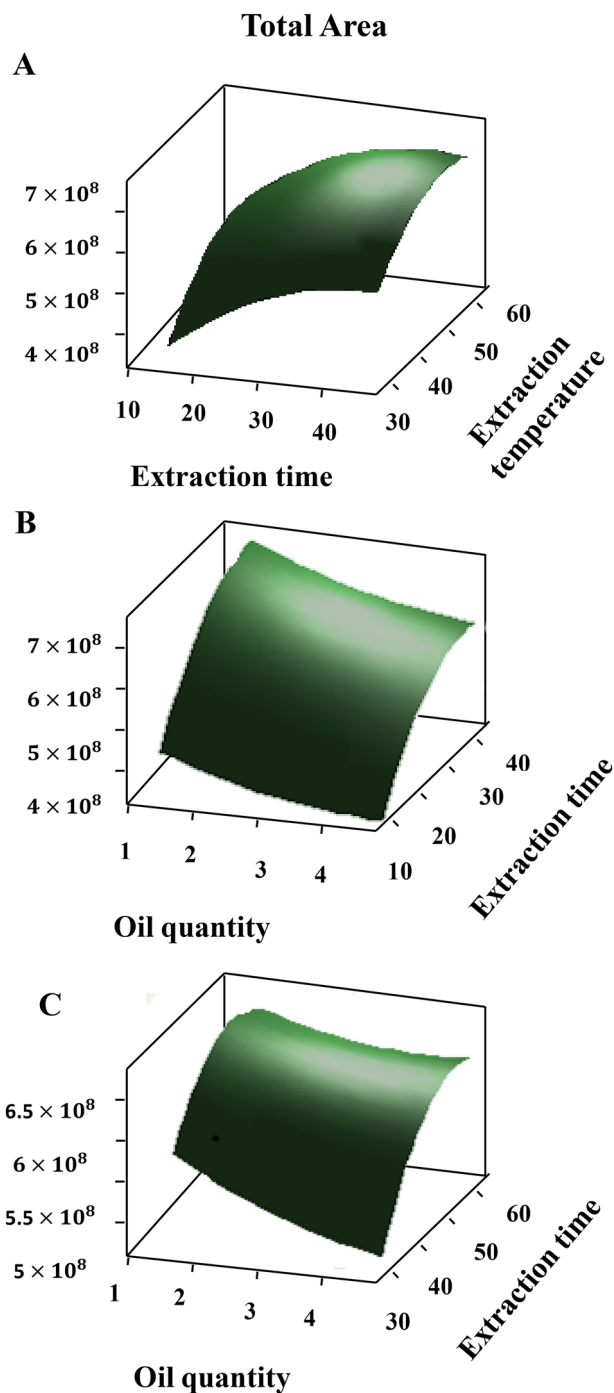 Total Area
A
7 × 10⁸
6 × 10⁸
5 × 10⁸
4 × 10⁸
10 20 30 40
30 40 50 60
Extraction time
Extraction
temperature
B
7 × 10⁸
6 × 10⁸
5 × 10⁸
4 × 10⁸
1 2 3 4
10 20 30 40
Oil quantity
Extraction time
C
6.5 × 10⁸
6 × 10⁸
5.5 × 10⁸
5 × 10⁸
1 2 3 4
30 40 50 60
Oil quantity
Extraction time